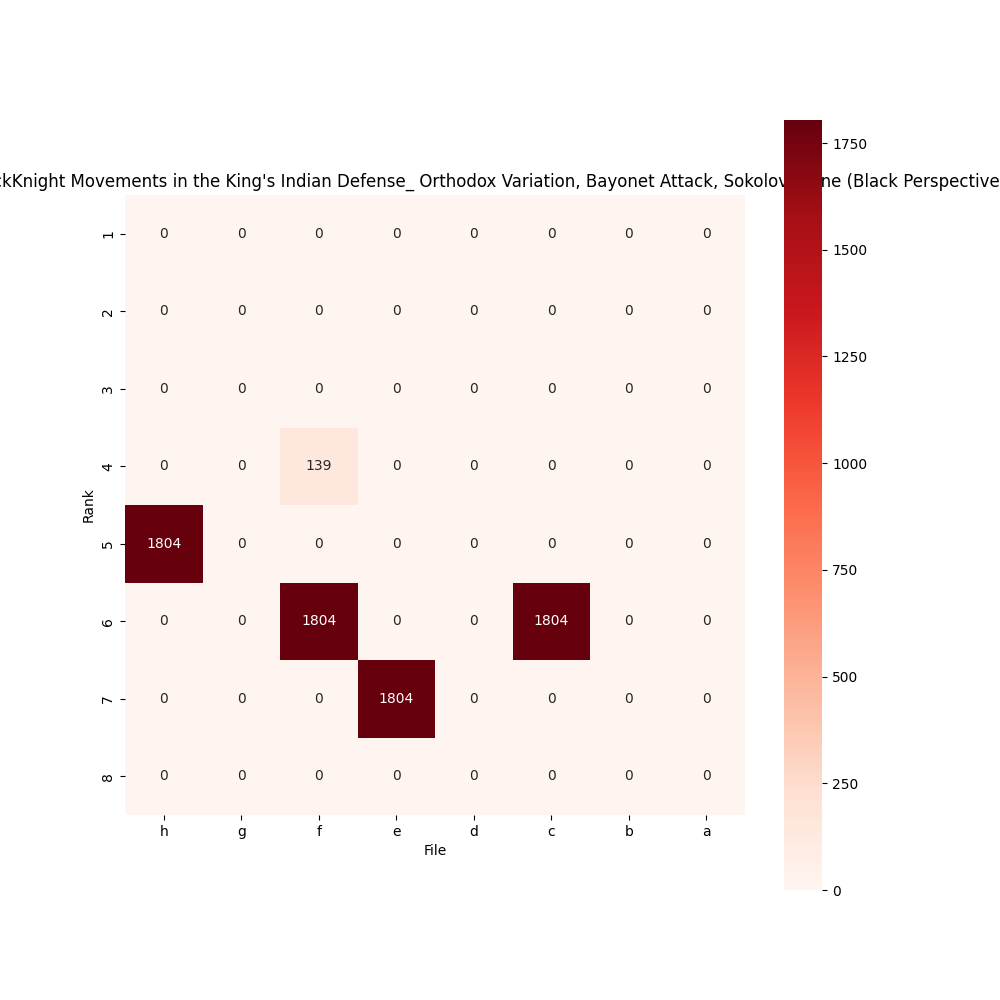 Knight Movements in the King's Indian Defense_ Orthodox Variation, Bayonet Attack, (Black Perspective
1750
1500
1250
1000
750
500
250
0
Rank
1 0 0 0 0 0 0 0 0
2 0 0 0 0 0 0 0 0
3 0 0 0 0 0 0 0 0
4 0 0 139 0 0 0 0 0
5 1804 0 0 0 0 0 0 0
6 0 0 1804 0 0 1804 0 0
7 0 0 0 1804 0 0 0 0
8 0 0 0 0 0 0 0 0
h g f e d c b a
File